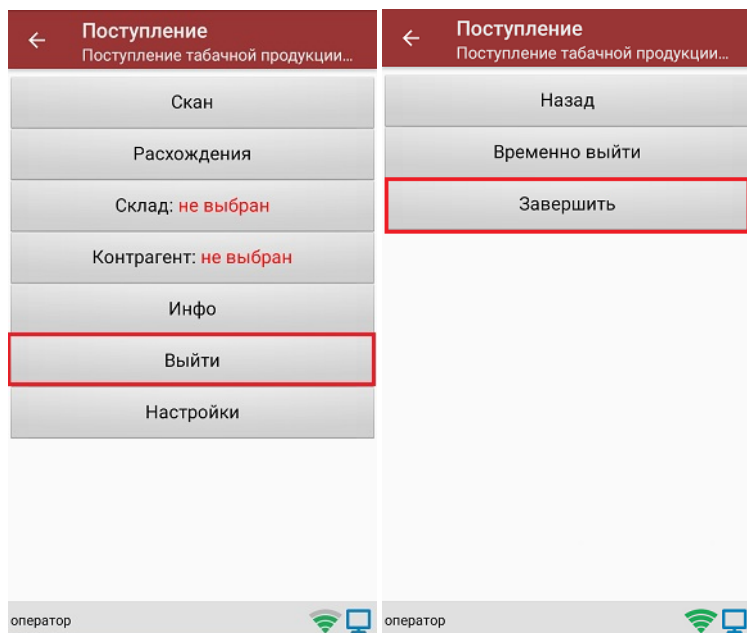 Поступление
Поступление табачной продукции...
Скан
Расхождения
Склад: не выбран
Контрагент: не выбран
Инфо
Выйти
Настройки
оператор
Поступление
Поступление табачной продукции...
Назад
Временно выйти
Завершить
оператор